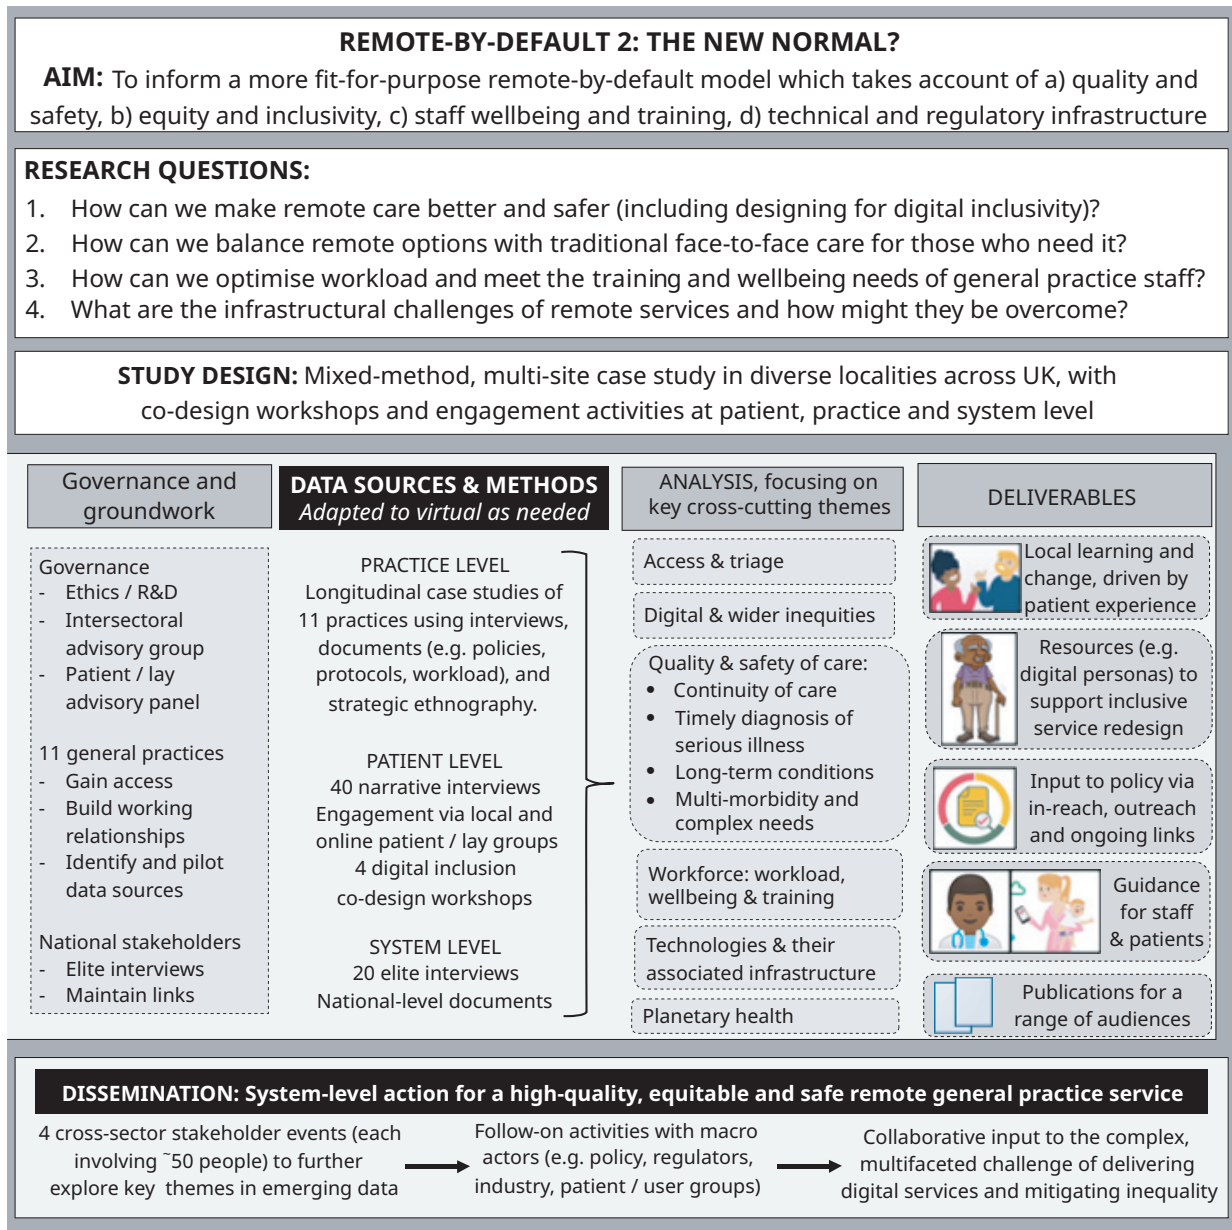 REMOTE-BY-DEFAULT 2: THE NEW NORMAL?
AIM: To inform a more fit-for-purpose remote-by-default model which takes account of a) quality and
safety, b) equity and inclusivity, c) staff wellbeing and training, d) technical and regulatory infrastructure
RESEARCH QUESTIONS:
1. How can we make remote care better and safer (including designing for digital inclusivity)?
2. How can we balance remote options with traditional face-to-face care for those who need it?
3. How can we optimise workload and meet the training and wellbeing needs of general practice staff?
4. What are the infrastructural challenges of remote services and how might they be overcome?
STUDY DESIGN: Mixed-method, multi-site case study in diverse localities across UK, with
co-design workshops and engagement activities at patient, practice and system level
Governance and
groundwork
Governance
- Ethics / R&D
- Intersectoral
advisory group
- Patient / lay
advisory panel
11 general practices
- Gain access
- Build working
relationships
- Identify and pilot
data sources
National stakeholders
- Elite interviews
- Maintain links
DATA SOURCES & METHODS
Adapted to virtual as needed
PRACTICE LEVEL
Longitudinal case studies of
11 practices using interviews,
documents (e.g. policies,
protocols, workload), and
strategic ethnography.
PATIENT LEVEL
40 narrative interviews
Engagement via local and
online patient / lay groups
4 digital inclusion
co-design workshops
SYSTEM LEVEL
20 elite interviews
National-level documents
ANALYSIS, focusing on
key cross-cutting themes
Access & triage
Digital & wider inequities
Quality & safety of care:
• Continuity of care
• Timely diagnosis of
serious illness
• Long-term conditions
• Multi-morbidity and
complex needs
Workforce: workload,
wellbeing & training
Technologies & their
associated infrastructure
Planetary health
DELIVERABLES
Local learning and
change, driven by
patient experience
Resources (e.g.
digital personas) to
support inclusive
service redesign
Input to policy via
in-reach, outreach
and ongoing links
Guidance
for staff
& patients
Publications for a
range of audiences
DISSEMINATION: System-level action for a high-quality, equitable and safe remote general practice service
4 cross-sector stakeholder events (each
involving ~50 people) to further
explore key themes in emerging data
Follow-on activities with macro
actors (e.g. policy, regulators,
industry, patient / user groups)
Collaborative input to the complex,
multifaceted challenge of delivering
digital services and mitigating inequality